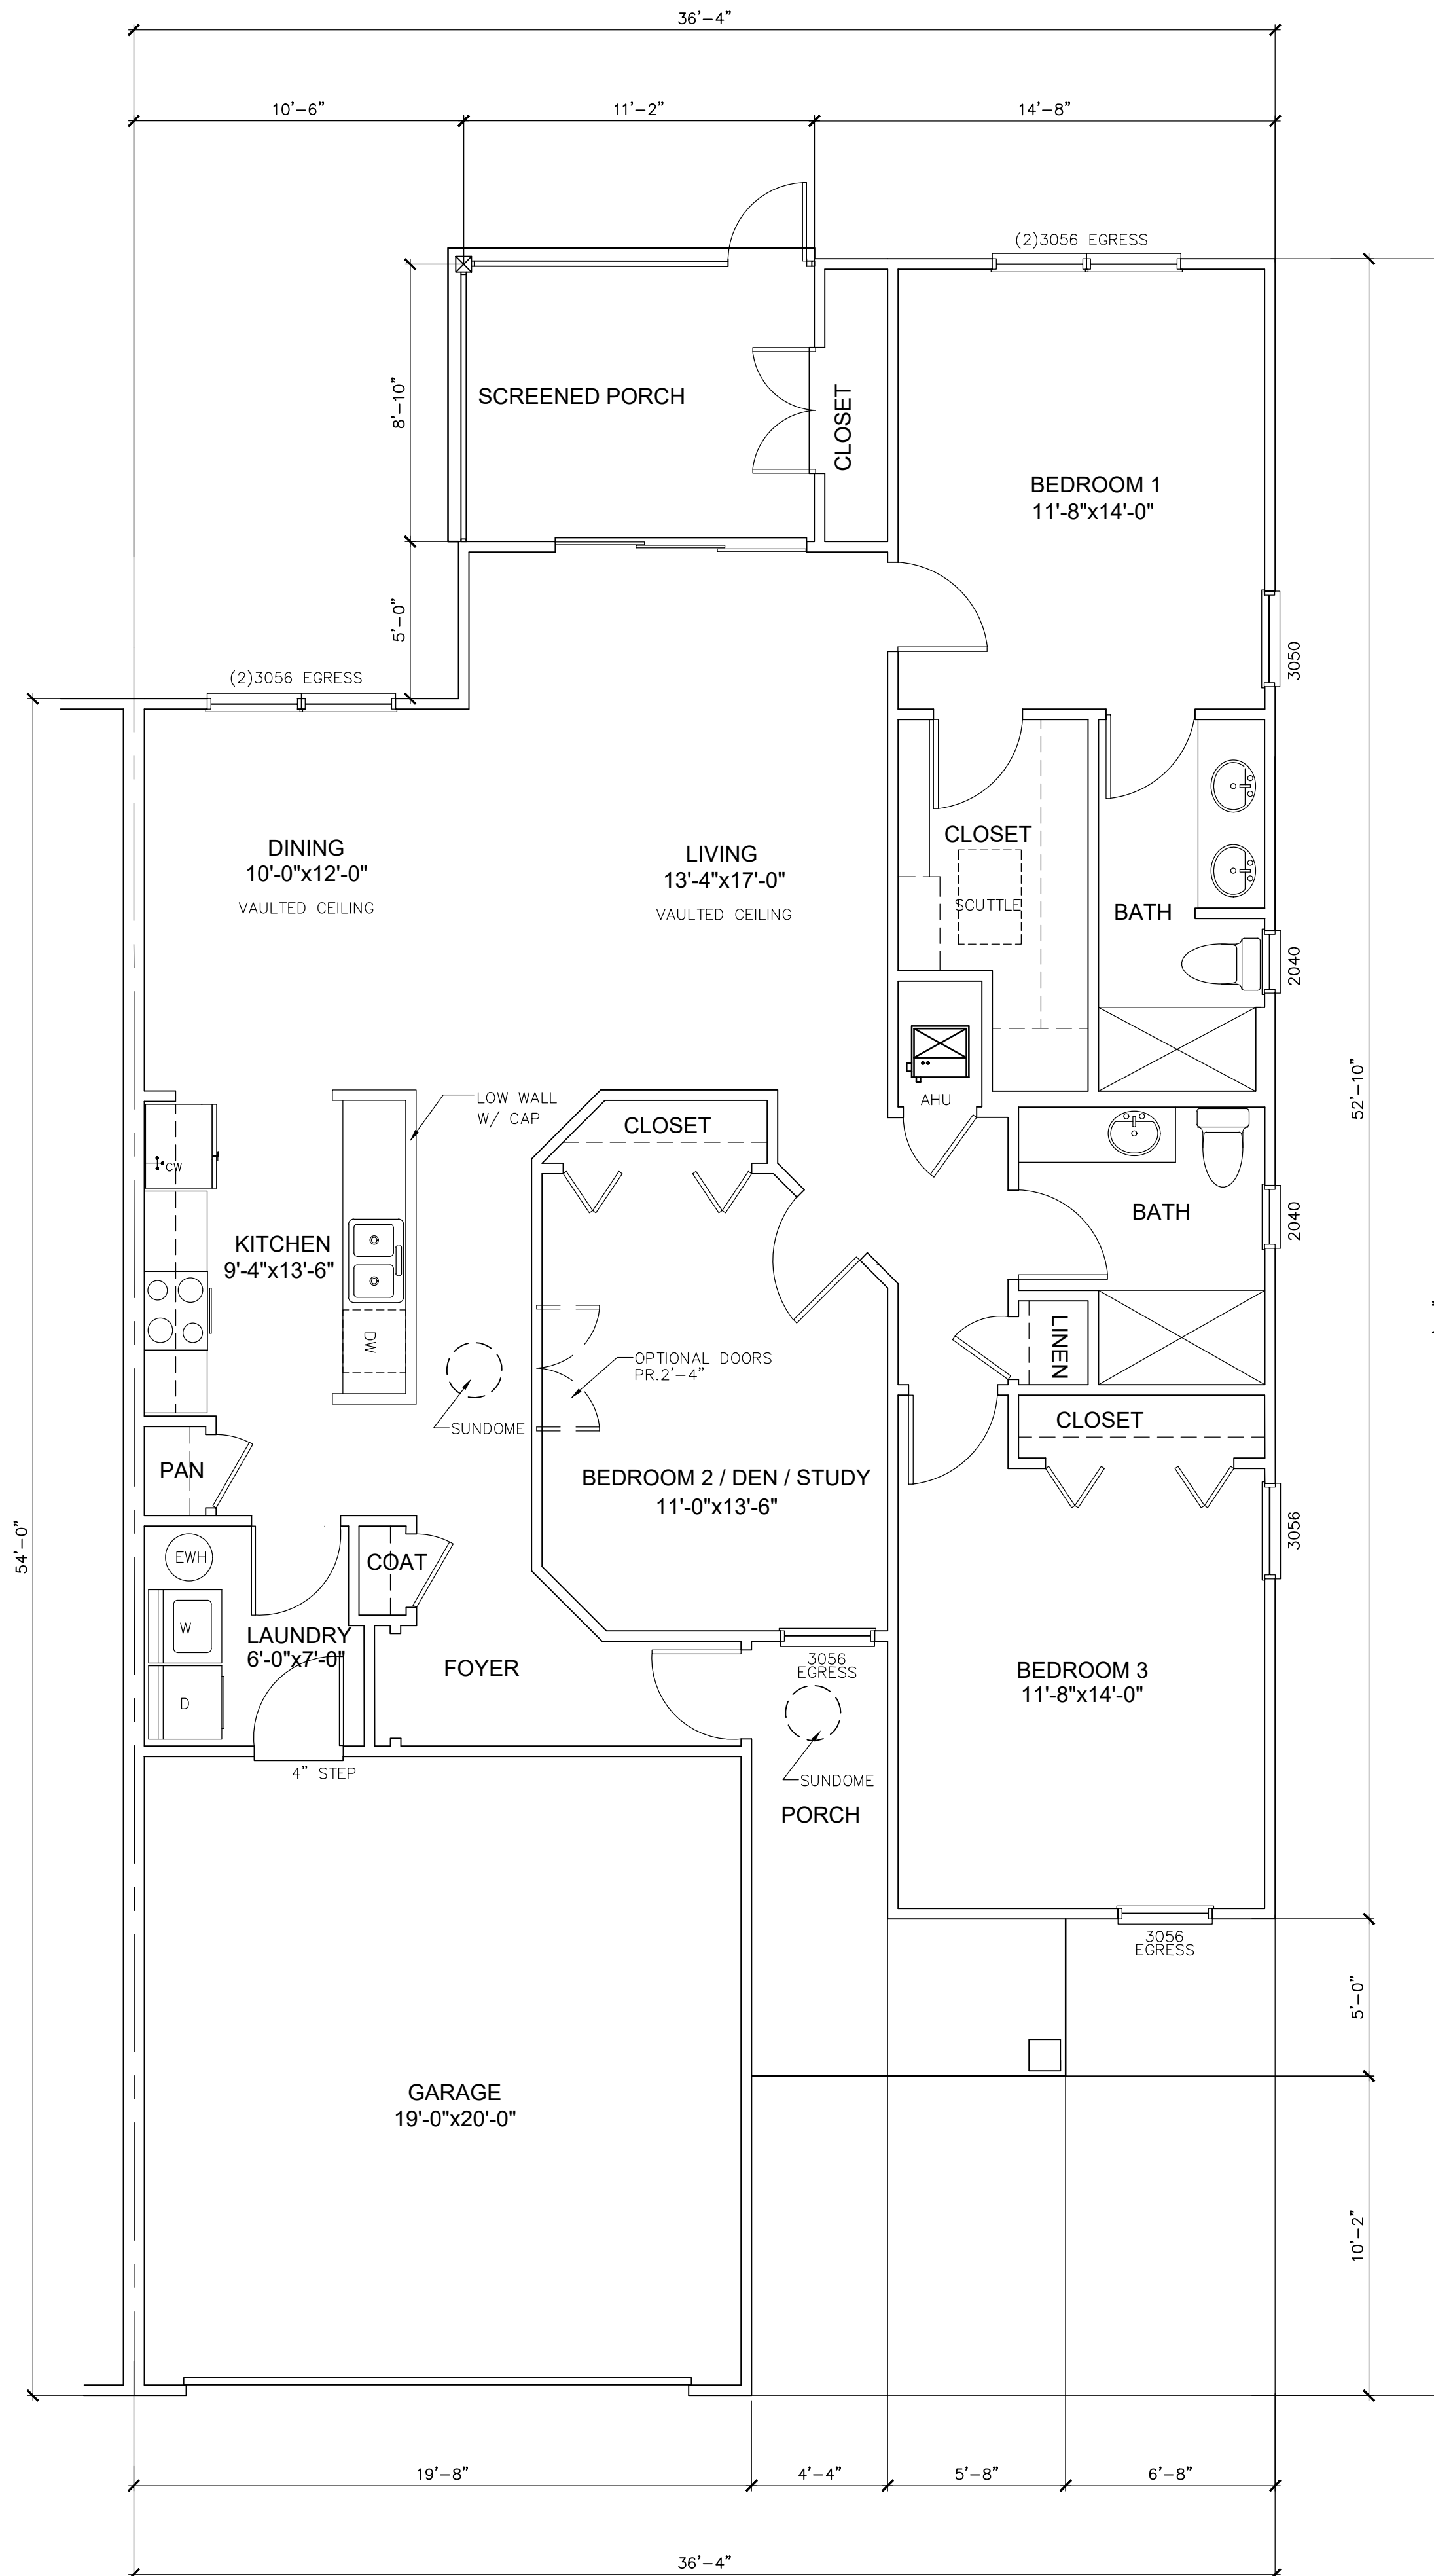 36'-4"
10'-6"
11'-2"
14'-8"
(2)3056 EGRESS
SCREENED PORCH
CLOSET
8'-10"
BEDROOM 1
11'-8"x14'-0"
5'-0"
3050
(2)3056 EGRESS
DINING
10'-0"x12'-0"
VAULTED CEILING
LIVING
13'-4"x17'-0"
VAULTED CEILING
CLOSET
SCUTTLE
BATH
2040
AHU
52'-10"
LOW WALL
W/ CAP
CLOSET
CW
KITCHEN
9'-4"x13'-6"
BATH
2040
DW
OPTIONAL DOORS
PR.2'-4"
LINEN
SUNDOME
CLOSET
PAN
BEDROOM 2 / DEN / STUDY
11'-0"x13'-6"
3056
54'-0"
EWH
COAT
W
LAUNDRY
6'-0"x7'-0"
D
FOYER
3056
EGRESS
BEDROOM 3
11'-8"x14'-0"
4" STEP
SUNDOME
PORCH
3056
EGRESS
5'-0"
GARAGE
19'-0"x20'-0"
10'-2"
19'-8"
4'-4"
5'-8"
6'-8"
36'-4"